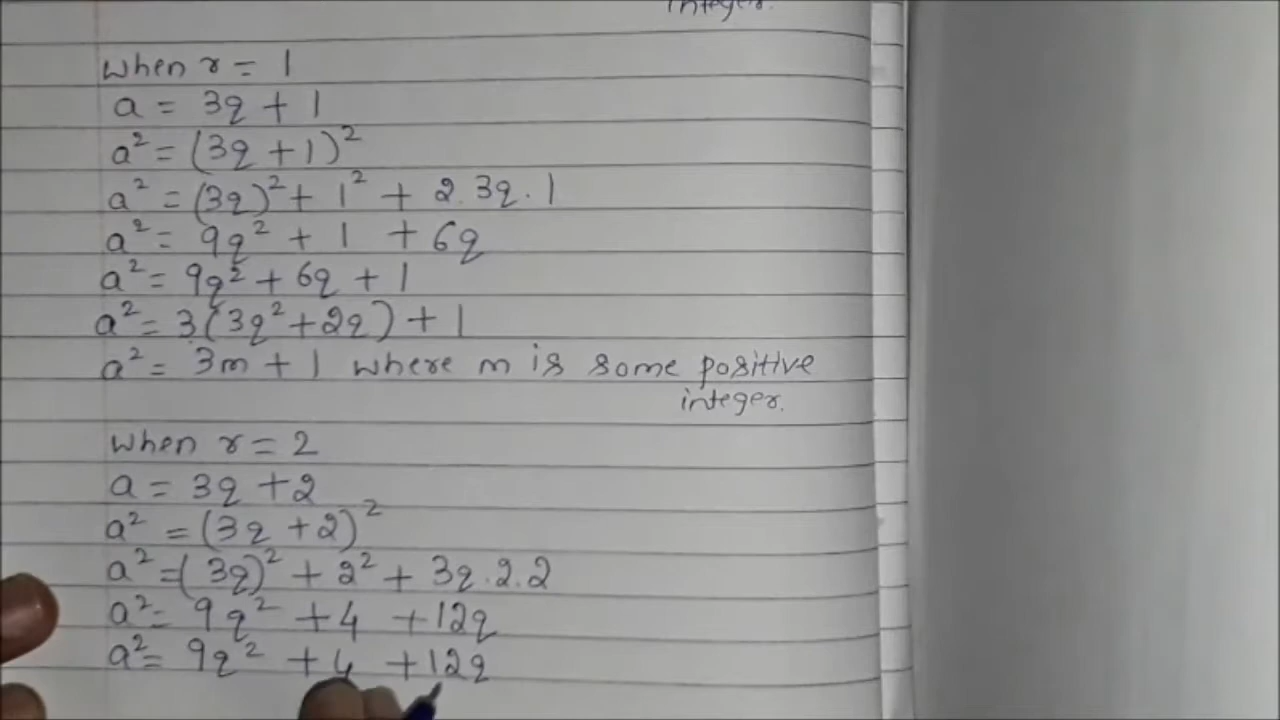 integer.
when r = 1
a = 3q + 1
a² = (3q + 1)²
a² = (3q)² + 1² + 2.3q.1
a² = 9q² + 1 + 6q
a² = 9q² + 6q + 1
a² = 3(3q² + 2q) + 1
a² = 3m + 1 where m is some positive
integer.
when r = 2
a = 3q + 2
a² = (3q + 2)²
a² = (3q)² + 2² + 3q.2.2
a² = 9q² + 4 + 12q
a² = 9q² + 4 + 12q